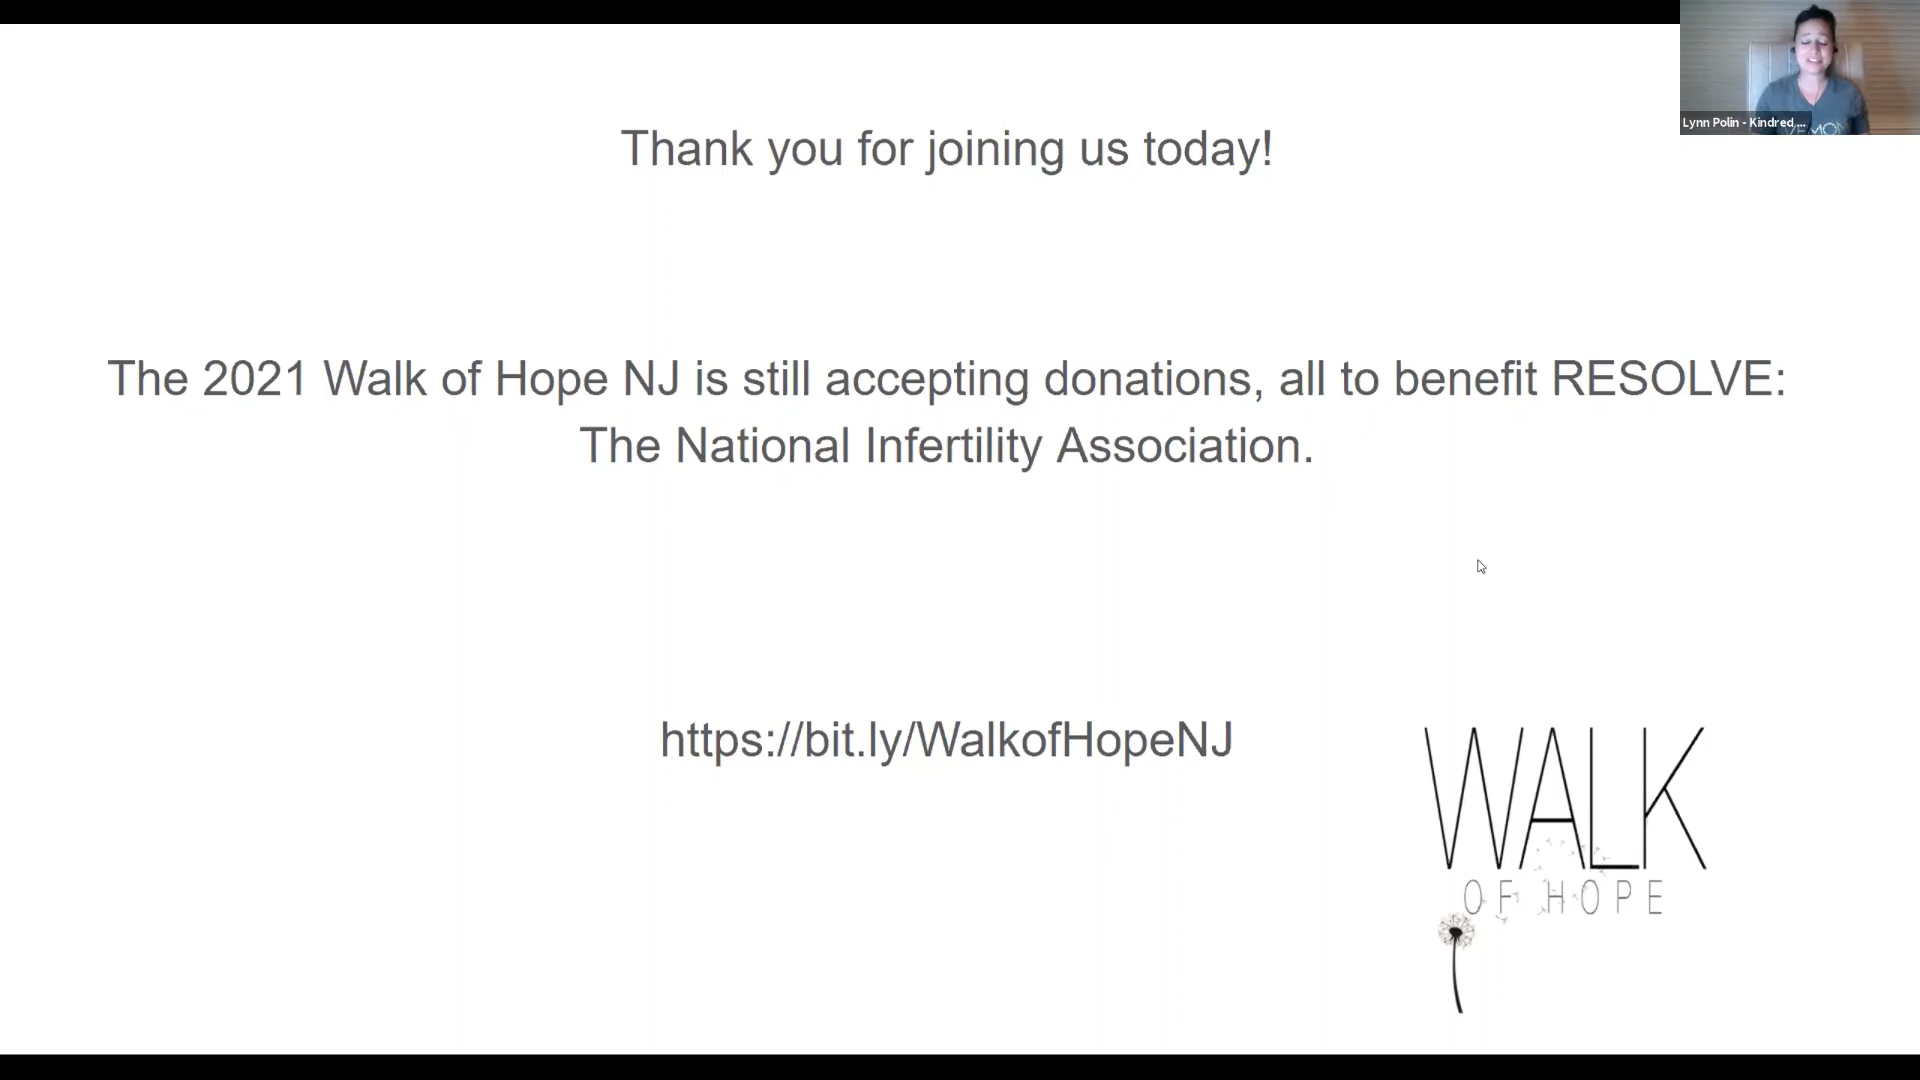 Lynn Polin - Kindred ...
Thank you for joining us today!
The 2021 Walk of Hope NJ is still accepting donations, all to benefit RESOLVE:
The National Infertility Association.
https://bit.ly/WalkofHopeNJ
WALK
OF HOPE